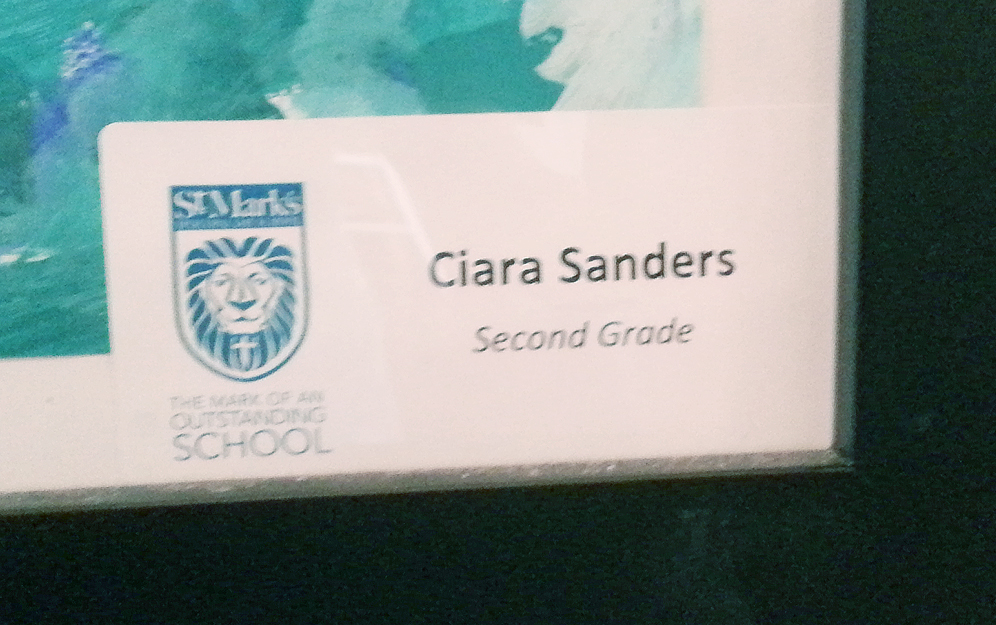 St. Mark's
Ciara Sanders
Second Grade
THE MARK OF AN
OUTSTANDING
SCHOOL